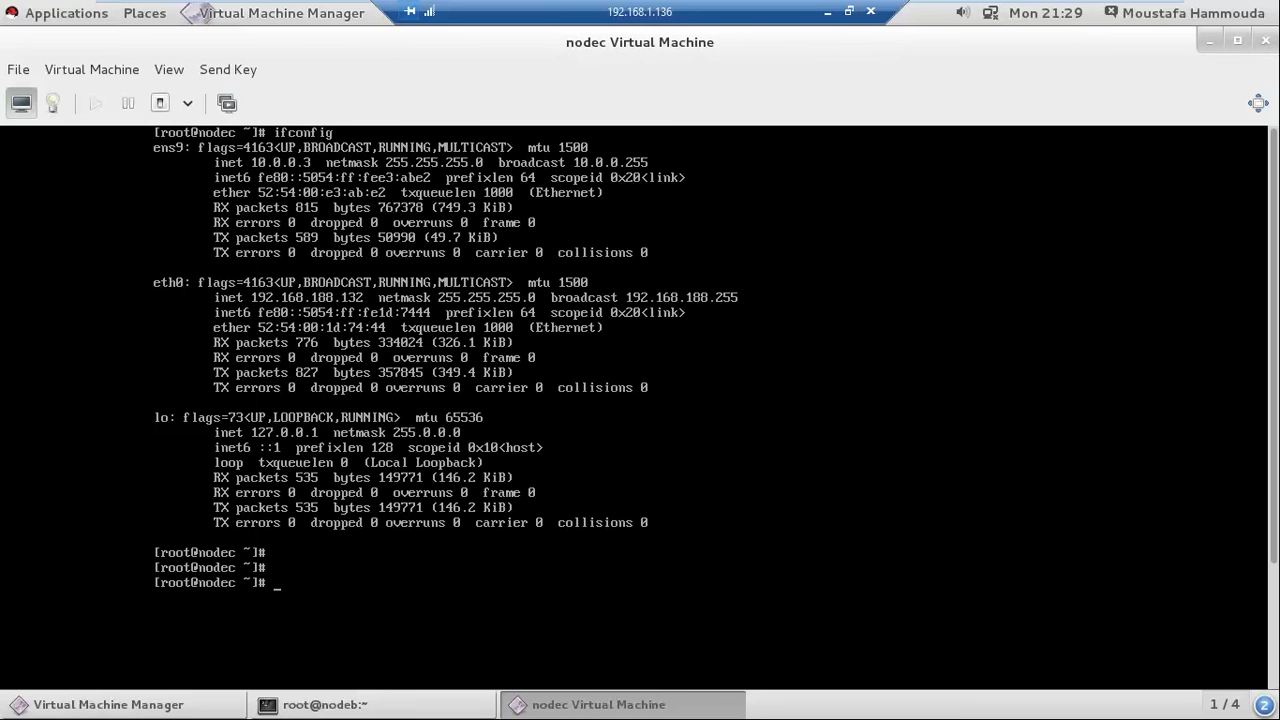 Applications Places Virtual Machine Manager 192.168.1.136 Mon 21:29 Moustafa Hammouda
nodec Virtual Machine
File Virtual Machine View Send Key
[root@nodec ~]# ifconfig
ens9: flags=4163<UP,BROADCAST,RUNNING,MULTICAST> mtu 1500
inet 10.0.0.3 netmask 255.255.255.0 broadcast 10.0.0.255
inet6 fe80::5054:ff:fee3:abe2 prefixlen 64 scopeid 0x20<link>
ether 52:54:00:e3:ab:e2 txqueuelen 1000 (Ethernet)
RX packets 815 bytes 767378 (749.3 KiB)
RX errors 0 dropped 0 overruns 0 frame 0
TX packets 589 bytes 50990 (49.7 KiB)
TX errors 0 dropped 0 overruns 0 carrier 0 collisions 0
eth0: flags=4163<UP,BROADCAST,RUNNING,MULTICAST> mtu 1500
inet 192.168.188.132 netmask 255.255.255.0 broadcast 192.168.188.255
inet6 fe80::5054:ff:fe1d:7444 prefixlen 64 scopeid 0x20<link>
ether 52:54:00:1d:74:44 txqueuelen 1000 (Ethernet)
RX packets 776 bytes 334024 (326.1 KiB)
RX errors 0 dropped 0 overruns 0 frame 0
TX packets 827 bytes 357845 (349.4 KiB)
TX errors 0 dropped 0 overruns 0 carrier 0 collisions 0
lo: flags=73<UP,LOOPBACK,RUNNING> mtu 65536
inet 127.0.0.1 netmask 255.0.0.0
inet6 ::1 prefixlen 128 scopeid 0x10<host>
loop txqueuelen 0 (Local Loopback)
RX packets 535 bytes 149771 (146.2 KiB)
RX errors 0 dropped 0 overruns 0 frame 0
TX packets 535 bytes 149771 (146.2 KiB)
TX errors 0 dropped 0 overruns 0 carrier 0 collisions 0
[root@nodec ~]#
[root@nodec ~]#
[root@nodec ~]# _
Virtual Machine Manager root@nodeb:~ nodec Virtual Machine 1 / 4 2